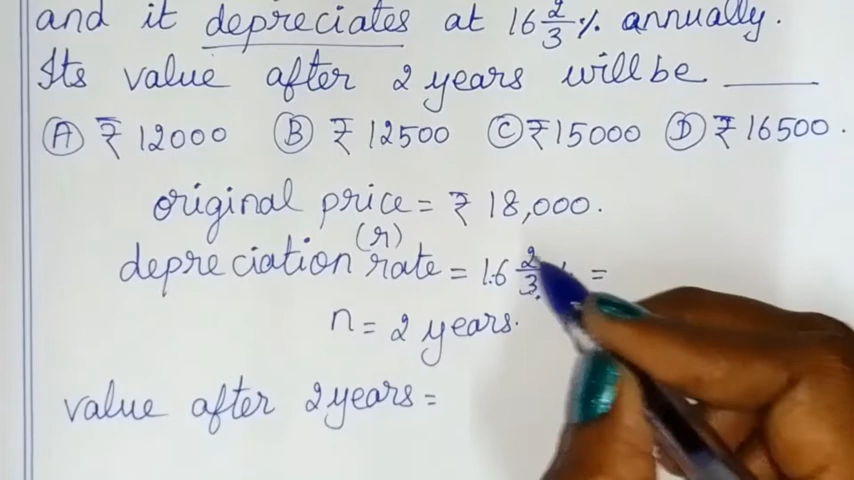 and it depreciates at 16 2/3 % annually.
Its value after 2 years will be ____
(A) ₹ 12000 (B) ₹ 12500 (C) ₹ 15000 (D) ₹ 16500.
original price = ₹ 18,000.
(r)
depreciation rate = 16 2/3 % =
n = 2 years.
value after 2 years =